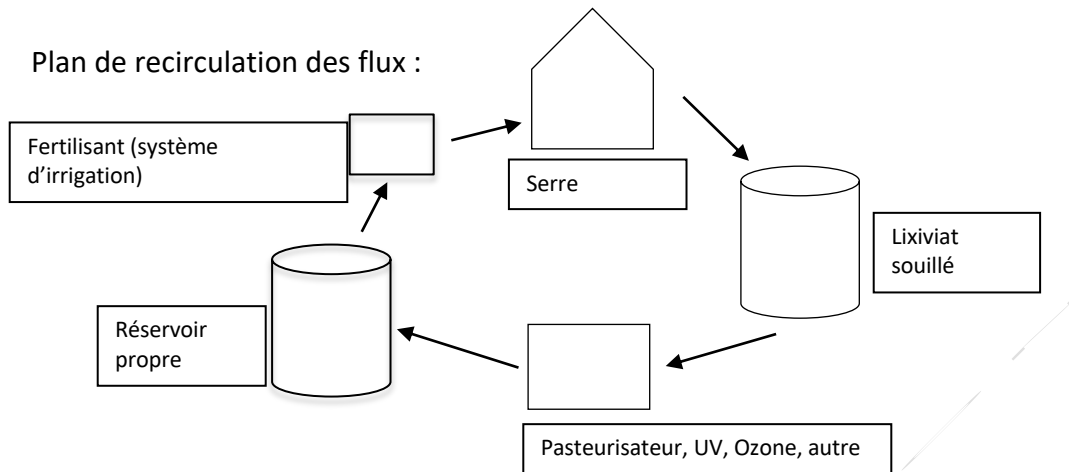 Plan de recirculation des flux :
Fertilisant (système
d’irrigation)
Serre
Lixiviat
souillé
Réservoir
propre
Pasteurisateur, UV, Ozone, autre